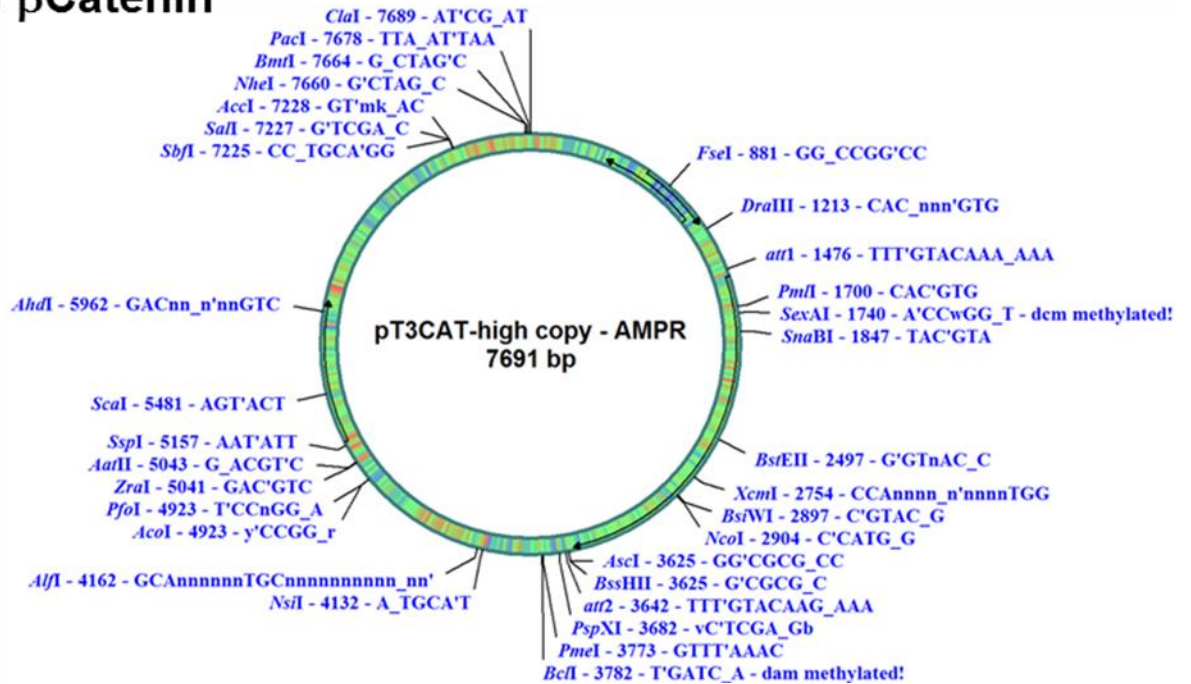 pCatenin
ClaI - 7689 - AT'CG_AT
PacI - 7678 - TTA_AT'TAA
BmtI - 7664 - G_CTAG'C
NheI - 7660 - G'CTAG_C
AccI - 7228 - GT'mk_AC
SalI - 7227 - G'TCGA_C
SbfI - 7225 - CC_TGCA'GG
FseI - 881 - GG_CCGG'CC
DraIII - 1213 - CAC_nnn'GTG
att1 - 1476 - TTT'GTACAAA_AAA
PmlI - 1700 - CAC'GTG
SexAI - 1740 - A'CCwGG_T - dcm methylated!
SnaBI - 1847 - TAC'GTA
AhdI - 5962 - GACnn_n'nnGTC
pT3CAT-high copy - AMPR
7691 bp
ScaI - 5481 - AGT'ACT
SspI - 5157 - AAT'ATT
AatII - 5043 - G_ACGT'C
ZraI - 5041 - GAC'GTC
PfoI - 4923 - T'CCnGG_A
AcoI - 4923 - y'CCGG_r
BstEII - 2497 - G'GTnAC_C
XcmI - 2754 - CCAnnnn_n'nnnnTGG
BsiWI - 2897 - C'GTAC_G
NcoI - 2904 - C'CATG_G
AscI - 3625 - GG'CGCG_CC
BssHII - 3625 - G'CGCG_C
att2 - 3642 - TTT'GTACAAG_AAA
PspXI - 3682 - vC'TCGA_Gb
PmeI - 3773 - GTTT'AAAC
BclI - 3782 - T'GATC_A - dam methylated!
AlfI - 4162 - GCAnnnnnnTGCnnnnnnnnnn_nn'
NsiI - 4132 - A_TGCA'T